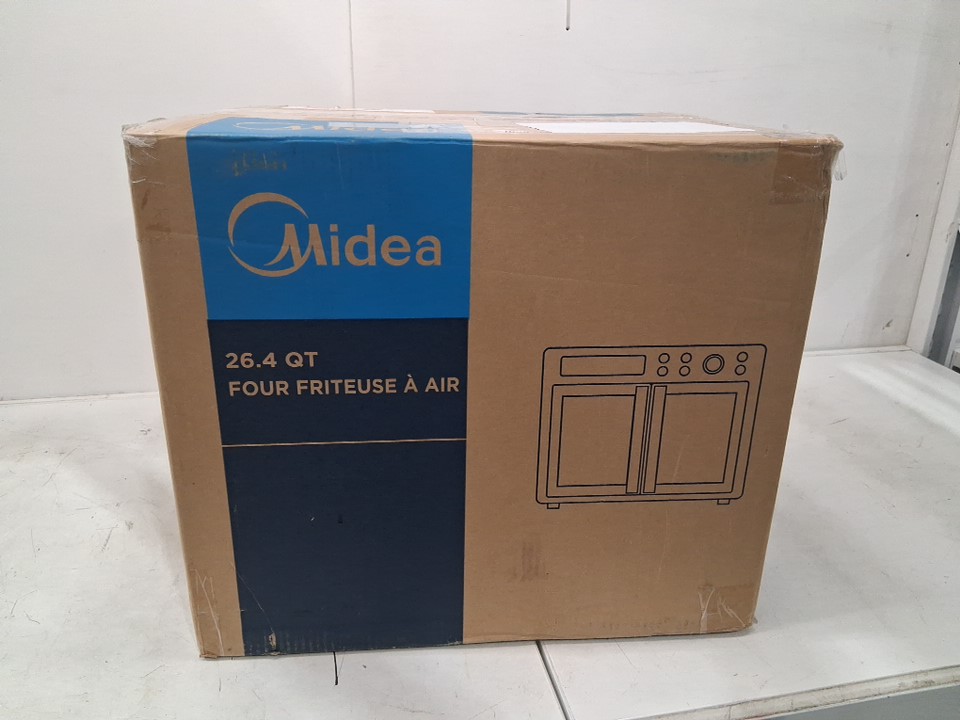 Midea
26.4 QT
FOUR FRITEUSE À AIR